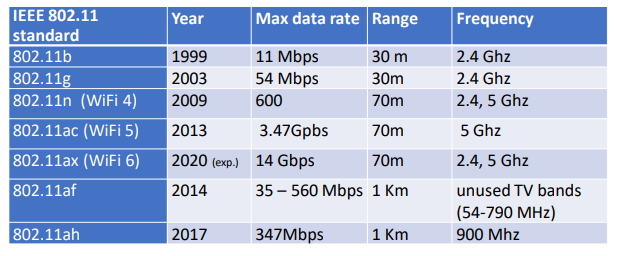 IEEE 802.11 standard Year Max data rate Range Frequency
802.11b 1999 11 Mbps 30 m 2.4 Ghz
802.11g 2003 54 Mbps 30m 2.4 Ghz
802.11n (WiFi 4) 2009 600 70m 2.4, 5 Ghz
802.11ac (WiFi 5) 2013 3.47Gpbs 70m 5 Ghz
802.11ax (WiFi 6) 2020 (exp.) 14 Gbps 70m 2.4, 5 Ghz
802.11af 2014 35 – 560 Mbps 1 Km unused TV bands (54-790 MHz)
802.11ah 2017 347Mbps 1 Km 900 Mhz